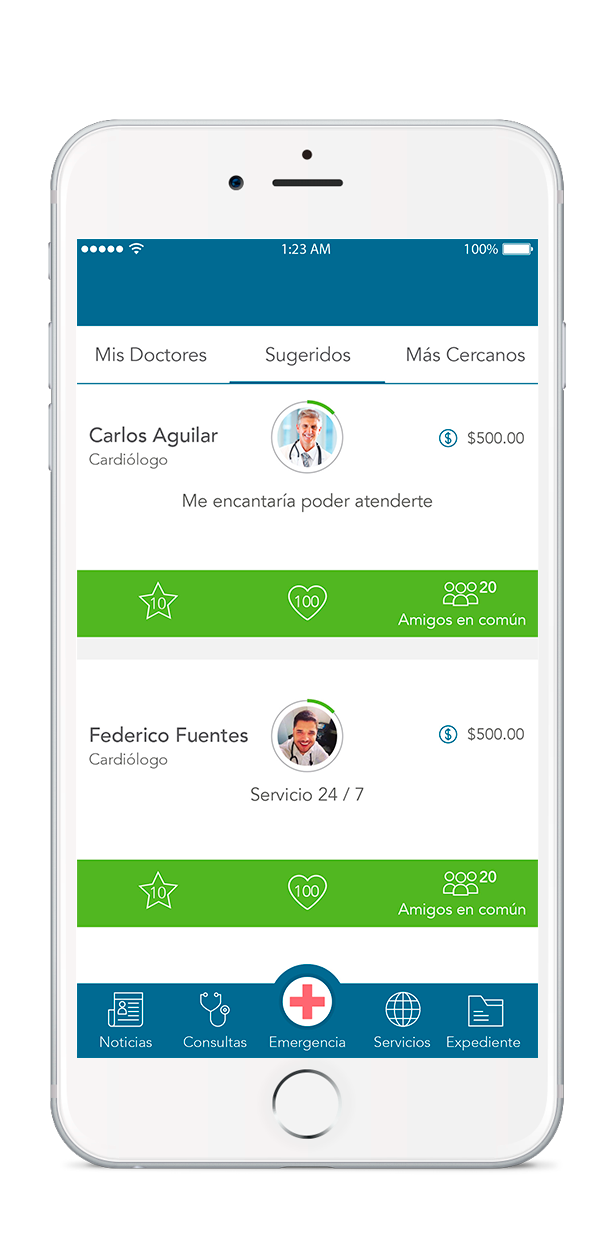 1:23 AM 100%
Mis Doctores Sugeridos Más Cercanos
Carlos Aguilar
Cardiólogo
$ $500.00
Me encantaría poder atenderte
10 100 20
Amigos en común
Federico Fuentes
Cardiólogo
$ $500.00
Servicio 24 / 7
10 100 20
Amigos en común
Noticias Consultas Emergencia Servicios Expediente